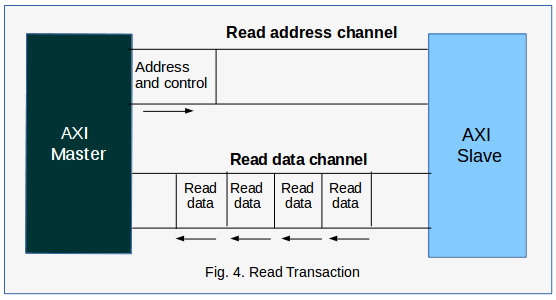 Read address channel
Address
and control
AXI
Master
AXI
Slave
Read data channel
Read
data
Read
data
Read
data
Read
data
Fig. 4. Read Transaction